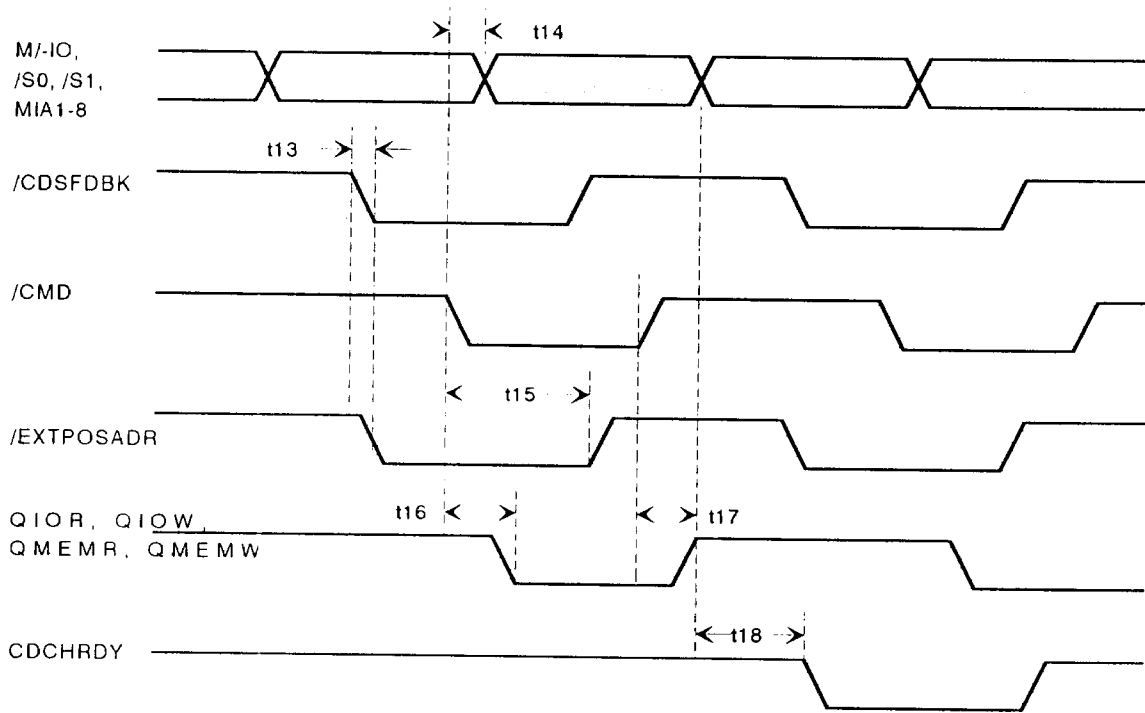 t14
M/-IO,
/S0, /S1,
MIA1-8
t13
/CDSFDBK
/CMD
t15
/EXTPOSADR
QIOR, QIOW,
QMEMR, QMEMW
t16
t17
t18
CDCHRDY